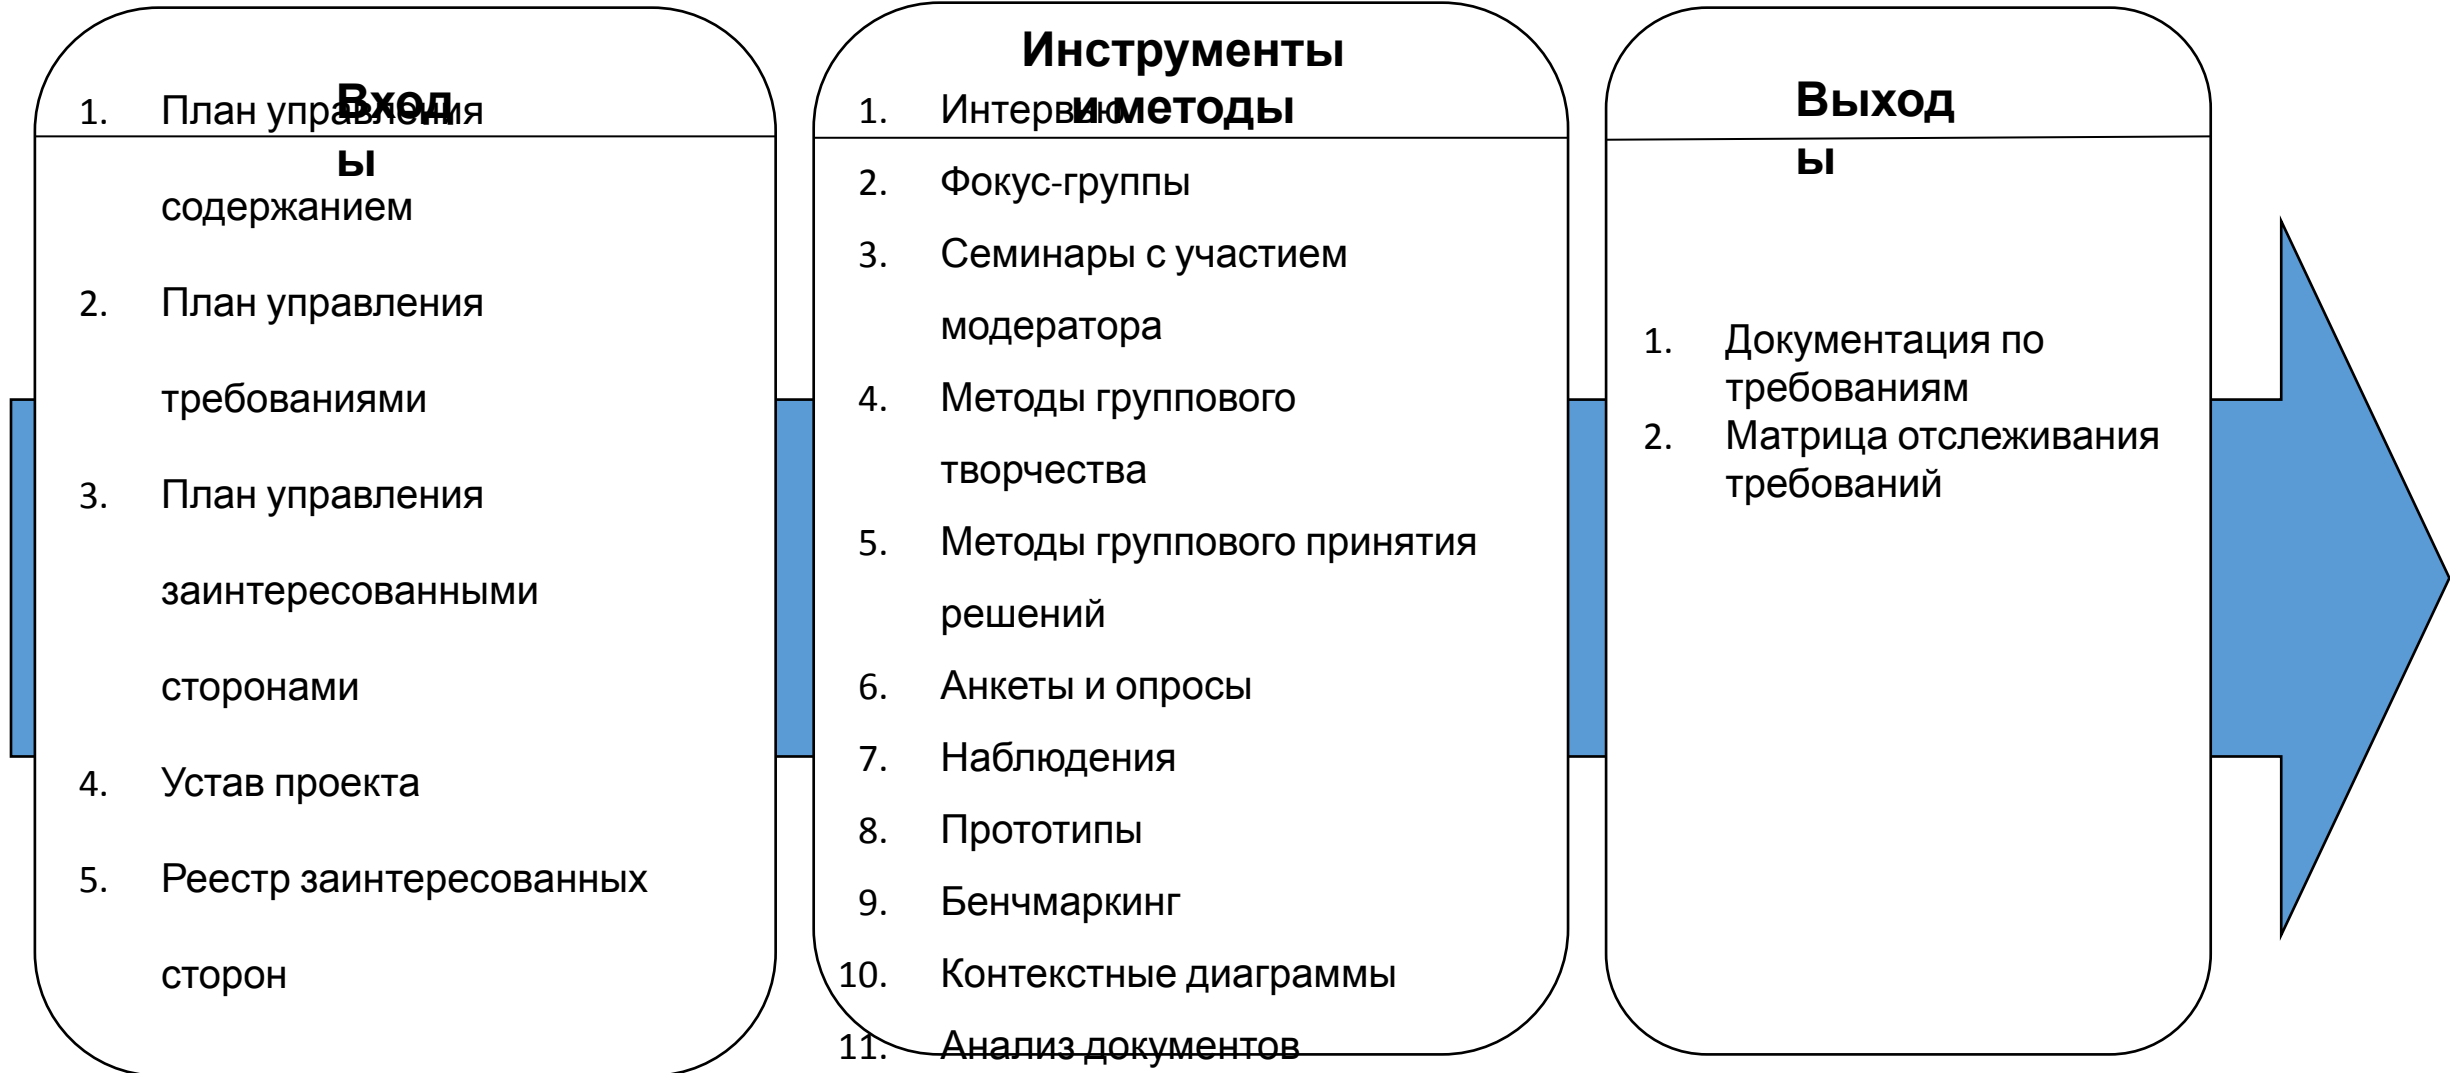 Вход
ы
1. План управления
содержанием
2. План управления
требованиями
3. План управления
заинтересованными
сторонами
4. Устав проекта
5. Реестр заинтересованных
сторон
Инструменты
и методы
1. Интервью
2. Фокус-группы
3. Семинары с участием
модератора
4. Методы группового
творчества
5. Методы группового принятия
решений
6. Анкеты и опросы
7. Наблюдения
8. Прототипы
9. Бенчмаркинг
10. Контекстные диаграммы
11. Анализ документов
Выход
ы
1. Документация по
требованиям
2. Матрица отслеживания
требований